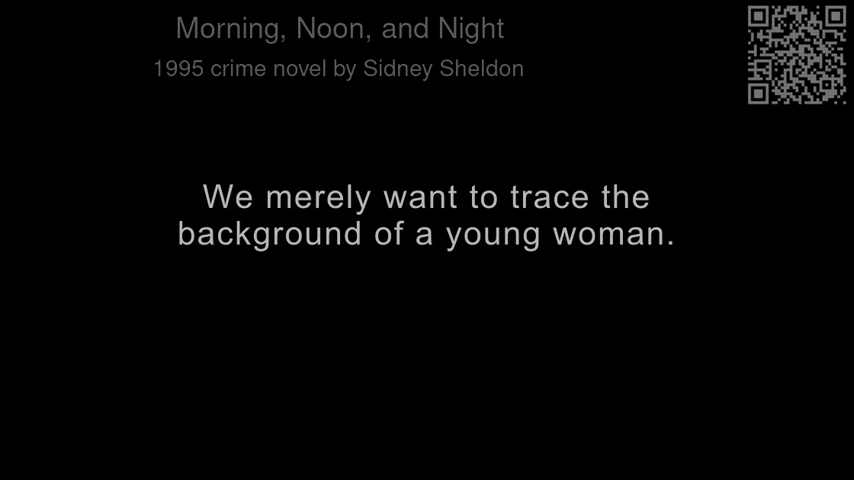 Morning, Noon, and Night
1995 crime novel by Sidney Sheldon
We merely want to trace the
background of a young woman.